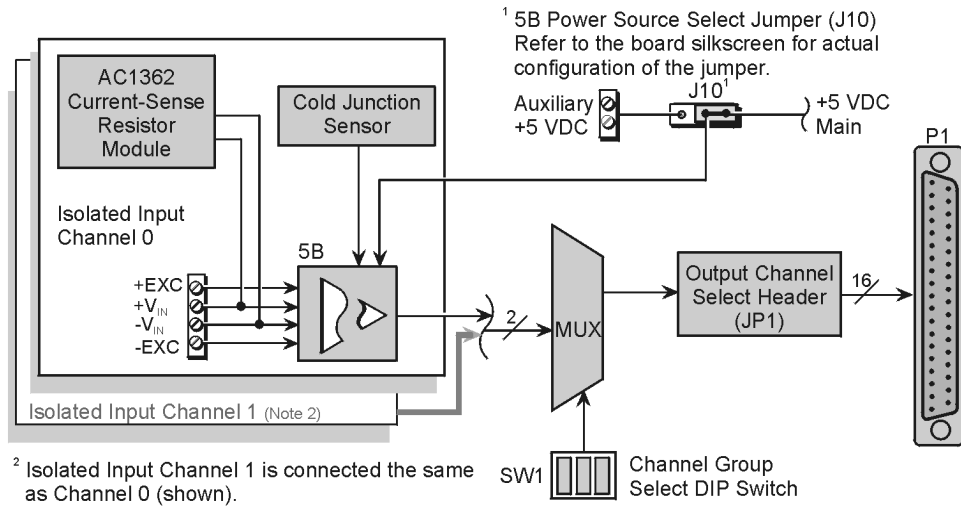 ¹ 5B Power Source Select Jumper (J10)
Refer to the board silkscreen for actual
configuration of the jumper.
AC1362
Current-Sense
Resistor
Module
Cold Junction
Sensor
Auxiliary
+5 VDC
J10¹
+5 VDC
Main
P1
Isolated Input
Channel 0
5B
+EXC
+VIN
-VIN
-EXC
2
MUX
Output Channel
Select Header
(JP1)
16
Isolated Input Channel 1 (Note 2)
² Isolated Input Channel 1 is connected the same
as Channel 0 (shown).
SW1
Channel Group
Select DIP Switch